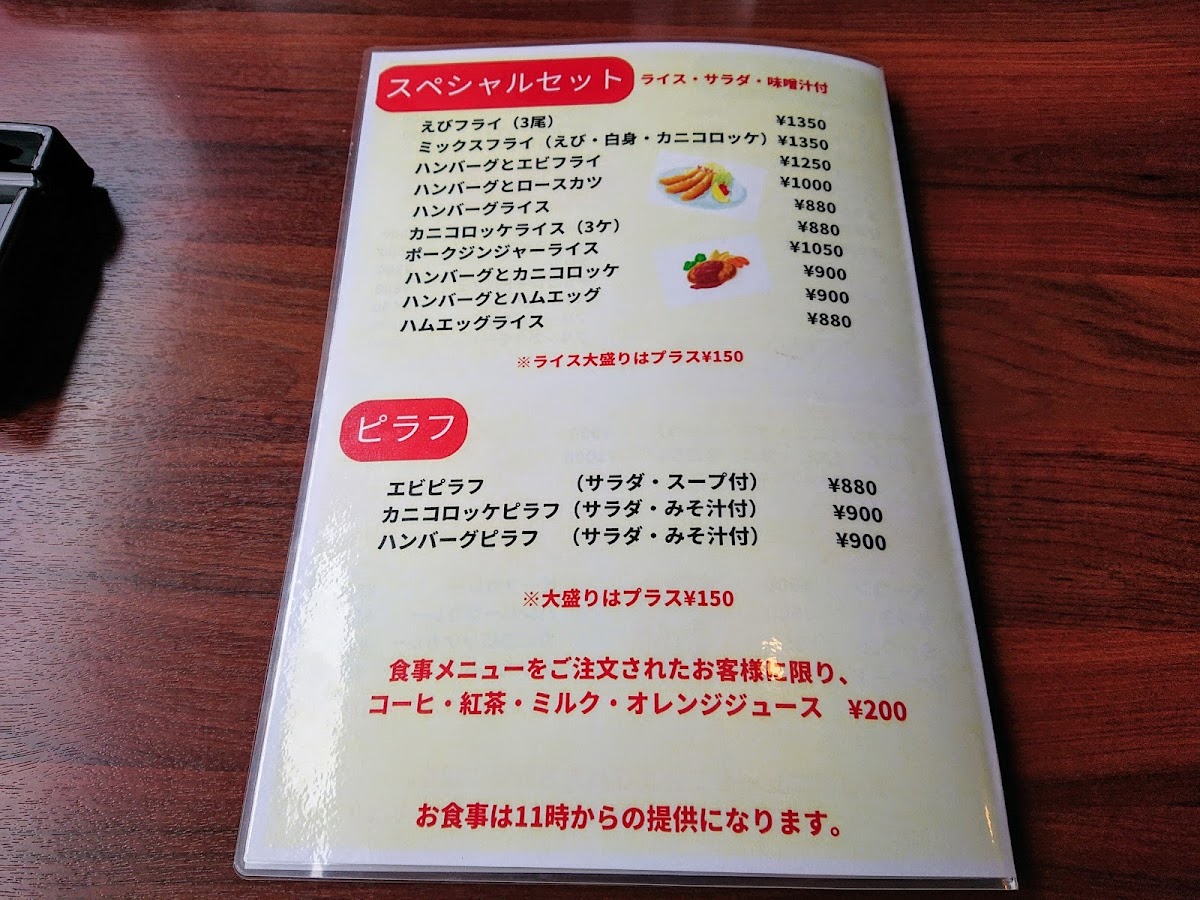 スペシャルセット ライス・サラダ・味噌汁付
えびフライ（3尾） ¥1350
ミックスフライ（えび・白身・カニコロッケ） ¥1350
ハンバーグとエビフライ ¥1250
ハンバーグとロースカツ ¥1000
ハンバーグライス ¥880
カニコロッケライス（3ケ） ¥880
ポークジンジャーライス ¥1050
ハンバーグとカニコロッケ ¥900
ハンバーグとハムエッグ ¥900
ハムエッグライス ¥880
※ライス大盛りはプラス¥150
ピラフ
エビピラフ （サラダ・スープ付） ¥880
カニコロッケピラフ（サラダ・みそ汁付） ¥900
ハンバーグピラフ （サラダ・みそ汁付） ¥900
※大盛りはプラス¥150
食事メニューをご注文されたお客様に限り、
コーヒ・紅茶・ミルク・オレンジジュース ¥200
お食事は11時からの提供になります。